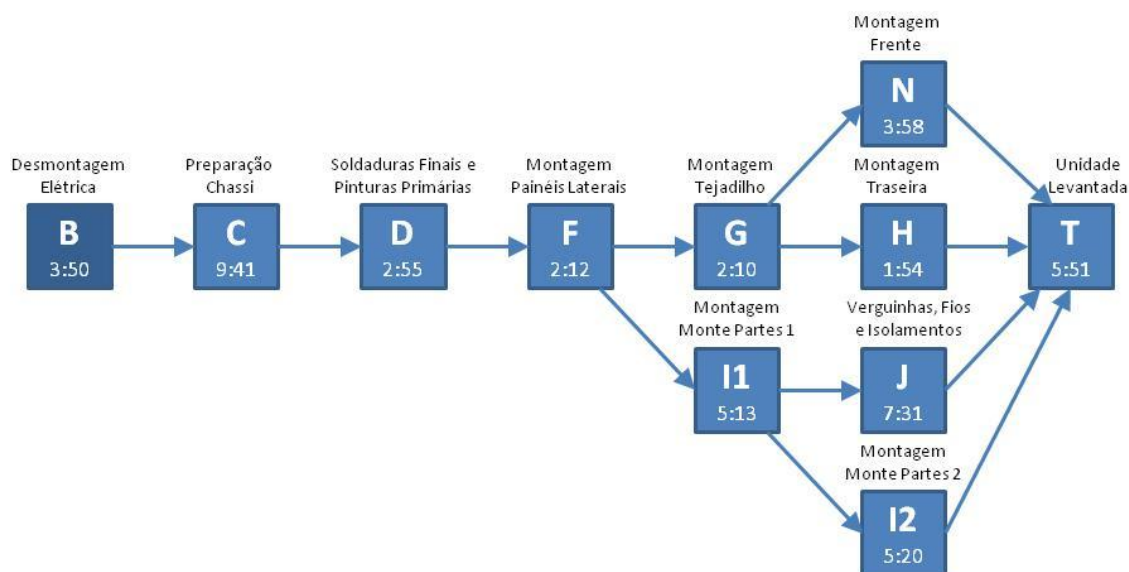 Montagem
Frente
N
3:58
Desmontagem
Elétrica
B
3:50
Preparação
Chassi
C
9:41
Soldaduras Finais e
Pinturas Primárias
D
2:55
Montagem
Painéis Laterais
F
2:12
Montagem
Tejadilho
G
2:10
Montagem
Traseira
H
1:54
Unidade
Levantada
T
5:51
Montagem
Monte Partes 1
I1
5:13
Verguinhas, Fios
e Isolamentos
J
7:31
Montagem
Monte Partes 2
I2
5:20